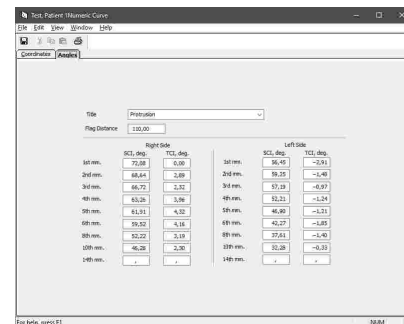 Test, Patient 1Numeric Curve
File Edit View Window Help
Coordinates Angles
Title Protrusion
Flag Distance 110,00
Right Side Left Side
SCI, deg. TCI, deg. SCI, deg. TCI, deg.
1st mm. 72,08 0,00 1st mm. 56,45 -2,91
2nd mm. 68,64 2,89 2nd mm. 59,25 -1,48
3rd mm. 66,72 2,32 3rd mm. 57,19 -0,97
4th mm. 63,26 3,96 4th mm. 52,21 -1,24
5th mm. 61,51 4,32 5th mm. 46,90 -1,21
6th mm. 59,52 4,16 6th mm. 42,27 -1,85
8th mm. 52,22 3,19 8th mm. 37,61 -1,40
10th mm. 46,28 2,30 10th mm. 32,28 -0,33
14th mm. , , 14th mm. , ,
For help, press F1 NUM